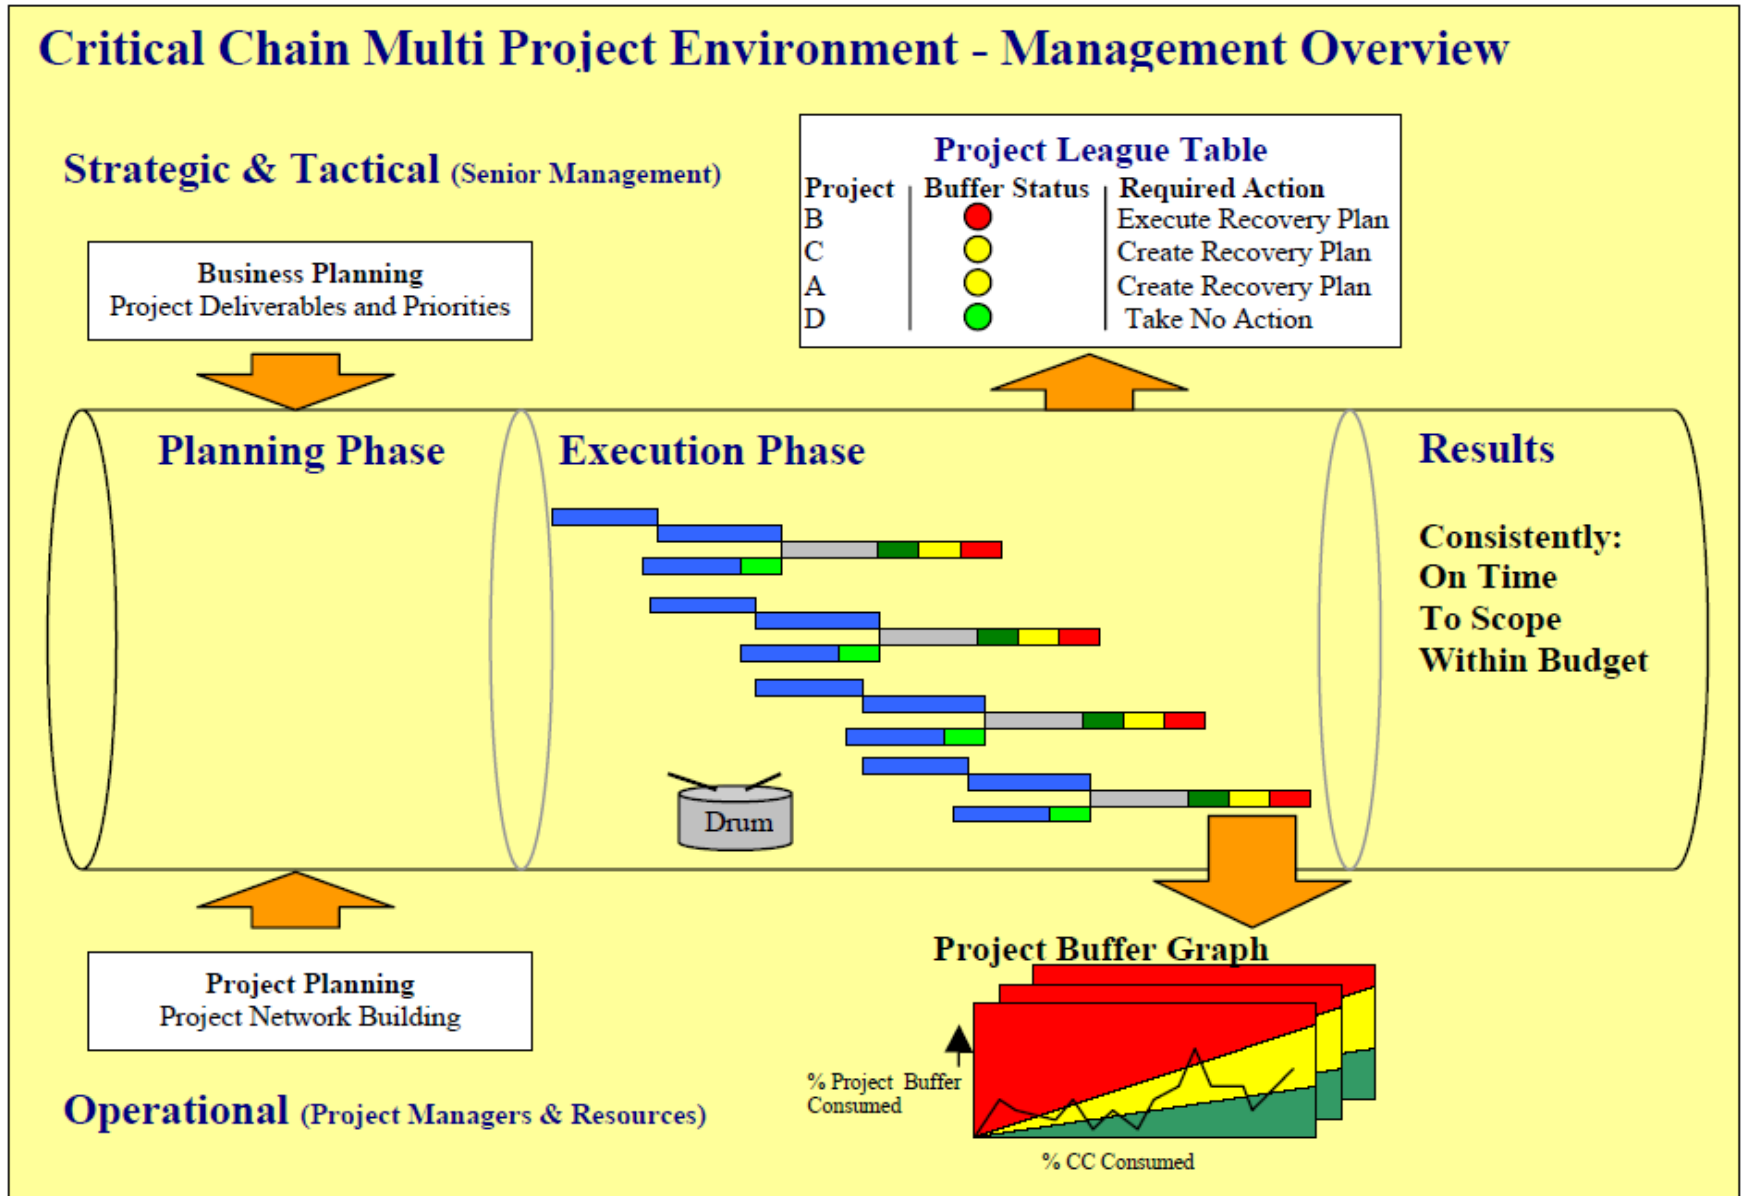 Critical Chain Multi Project Environment - Management Overview
Strategic & Tactical (Senior Management)
Project League Table
Project Buffer Status Required Action
B Execute Recovery Plan
C Create Recovery Plan
A Create Recovery Plan
D Take No Action
Business Planning
Project Deliverables and Priorities
Planning Phase
Execution Phase
Results
Consistently:
On Time
To Scope
Within Budget
Drum
Project Planning
Project Network Building
Operational (Project Managers & Resources)
Project Buffer Graph
% Project Buffer
Consumed
% CC Consumed